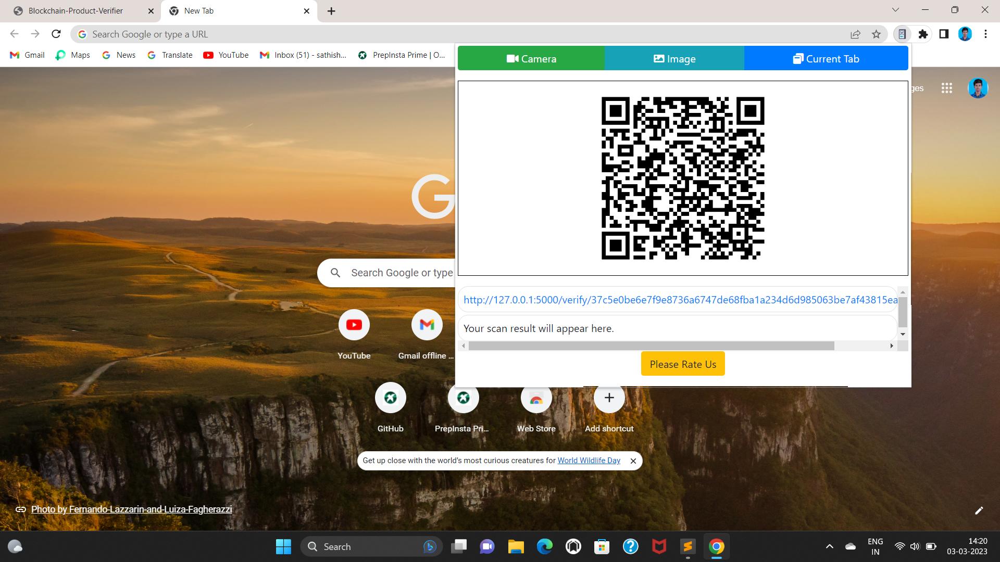 Blockchain-Product-Verifier
New Tab
Search Google or type a URL
Gmail
Maps
News
Translate
YouTube
Inbox (51) - sathish...
PrepInsta Prime | O...
Camera
Image
Current Tab
ges
G
http://127.0.0.1:5000/verify/37c5e0be6e7f9e8736a6747de68fba1a234d6d985063be7af43815ea
Your scan result will appear here.
Please Rate Us
Search Google or type
YouTube
Gmail offline ...
GitHub
PrepInsta Pri...
Web Store
Add shortcut
Get up close with the world's most curious creatures for World Wildlife Day
Photo by Fernando-Lazzarin-and-Luiza-Fagherazzi
Search
ENG
IN
14:20
03-03-2023